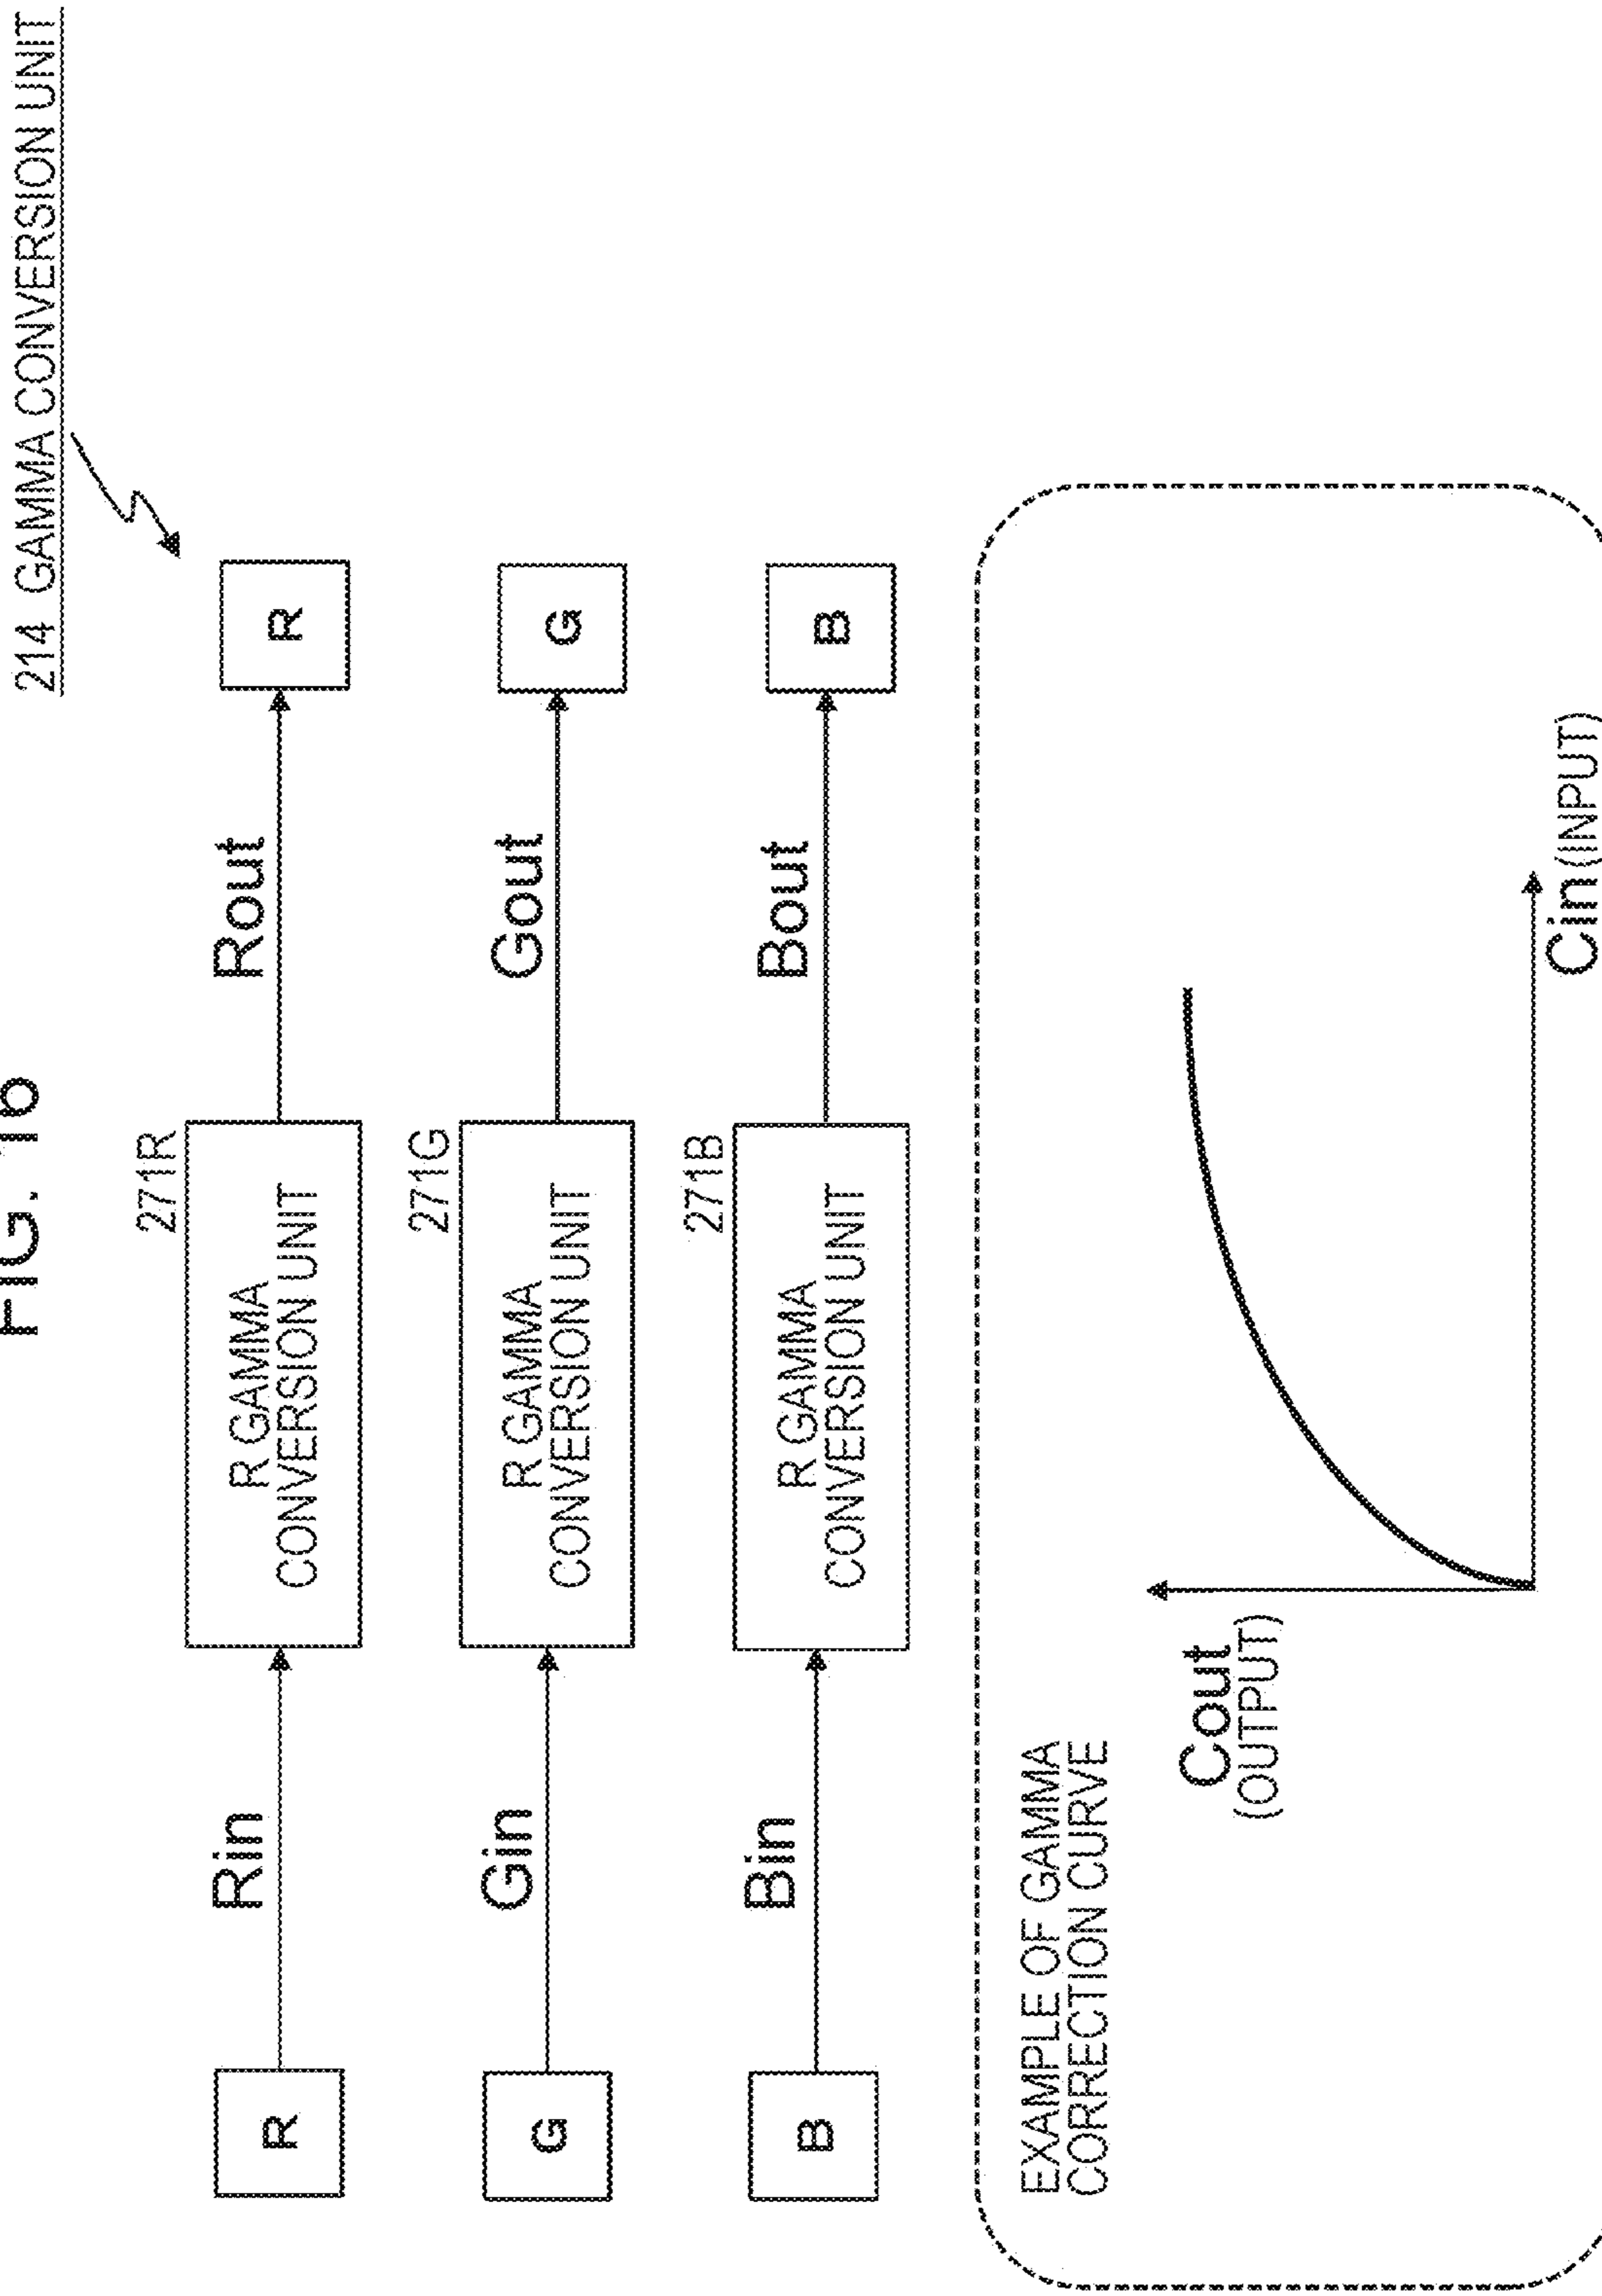 FIG. 16
214 GAMMA CONVERSION UNIT
271R
R
Rin
R GAMMA
CONVERSION UNIT
Rout
R
271G
G
Gin
R GAMMA
CONVERSION UNIT
Gout
G
271B
B
Bin
R GAMMA
CONVERSION UNIT
Bout
B
EXAMPLE OF GAMMA
CORRECTION CURVE
Cout
(OUTPUT)
Cin (INPUT)